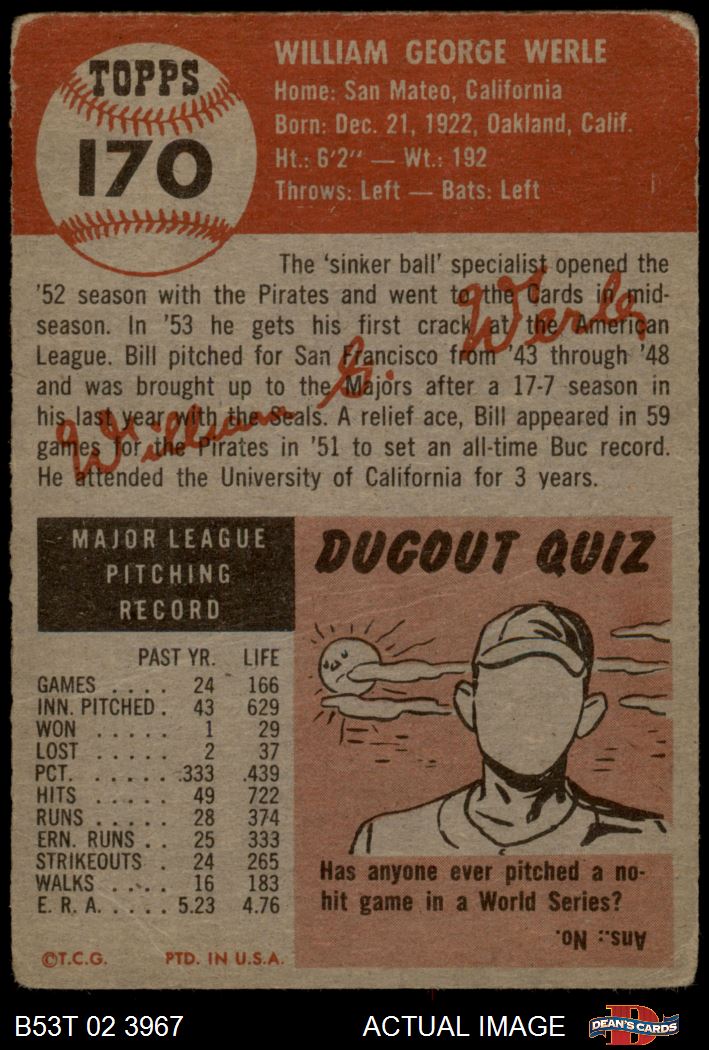 TOPPS
170
WILLIAM GEORGE WERLE
Home: San Mateo, California
Born: Dec. 21, 1922, Oakland, Calif.
Ht.: 6'2" — Wt.: 192
Throws: Left — Bats: Left
The 'sinker ball' specialist opened the
'52 season with the Pirates and went to the Cards in mid-
season. In '53 he gets his first crack at the American
League. Bill pitched for San Francisco from '43 through '48
and was brought up to the Majors after a 17-7 season in
his last year with the Seals. A relief ace, Bill appeared in 59
games for the Pirates in '51 to set an all-time Buc record.
He attended the University of California for 3 years.
William G. Werle
MAJOR LEAGUE
PITCHING
RECORD
PAST YR. LIFE
GAMES .... 24 166
INN. PITCHED . 43 629
WON ..... 1 29
LOST ..... 2 37
PCT. ...... .333 .439
HITS ..... 49 722
RUNS ..... 28 374
ERN. RUNS .. 25 333
STRIKEOUTS . 24 265
WALKS .... 16 183
E. R. A. ..... 5.23 4.76
©T.C.G. PTD. IN U.S.A.
DUGOUT QUIZ
Has anyone ever pitched a no-
hit game in a World Series?
Ans.: No.
B53T 02 3967 ACTUAL IMAGE
D
DEAN'S CARDS